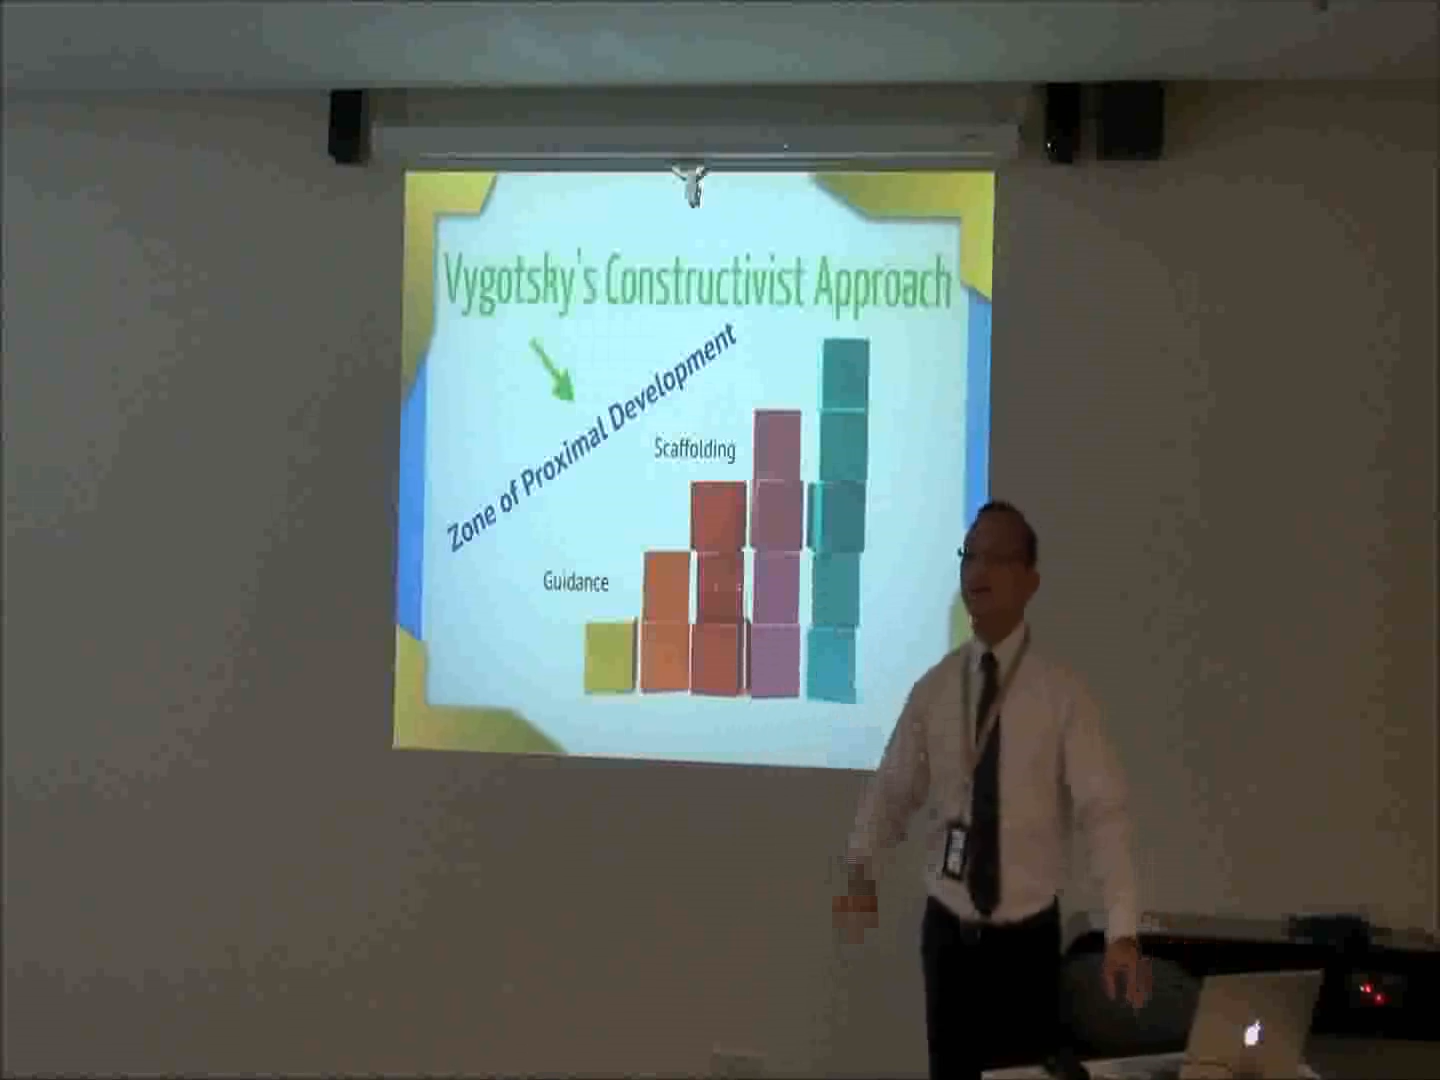 Vygotsky's Constructivist Approach
Zone of Proximal Development
Scaffolding
Guidance